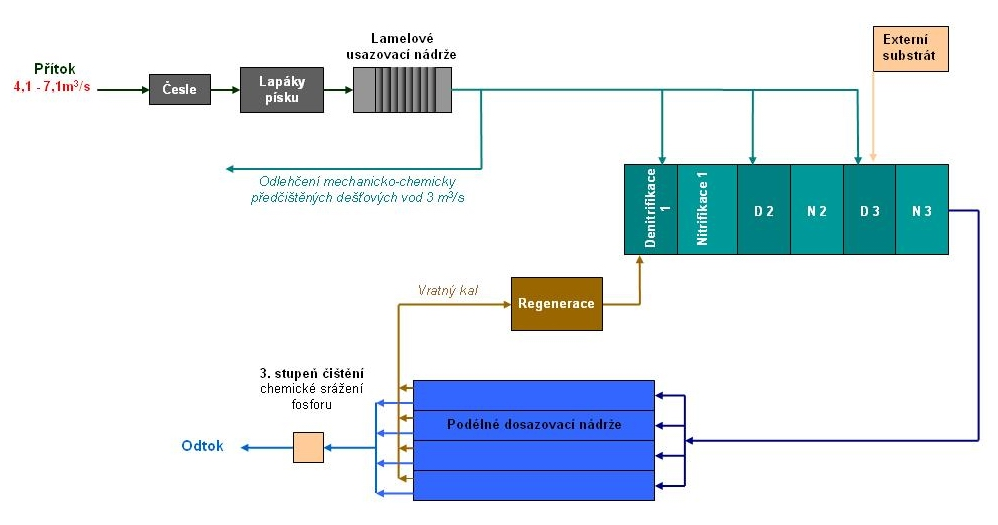 Přítok
4,1 - 7,1m³/s
Česle
Lapáky
písku
Lamelové
usazovací nádrže
Externí
substrát
Odlehčení mechanicko-chemicky
předčištěných dešťových vod 3 m³/s
Denitrifikace
1
Nitrifikace 1
D 2
N 2
D 3
N 3
Vratný kal
Regenerace
3. stupeň čištění
chemické srážení
fosforu
Odtok
Podélné dosazovací nádrže